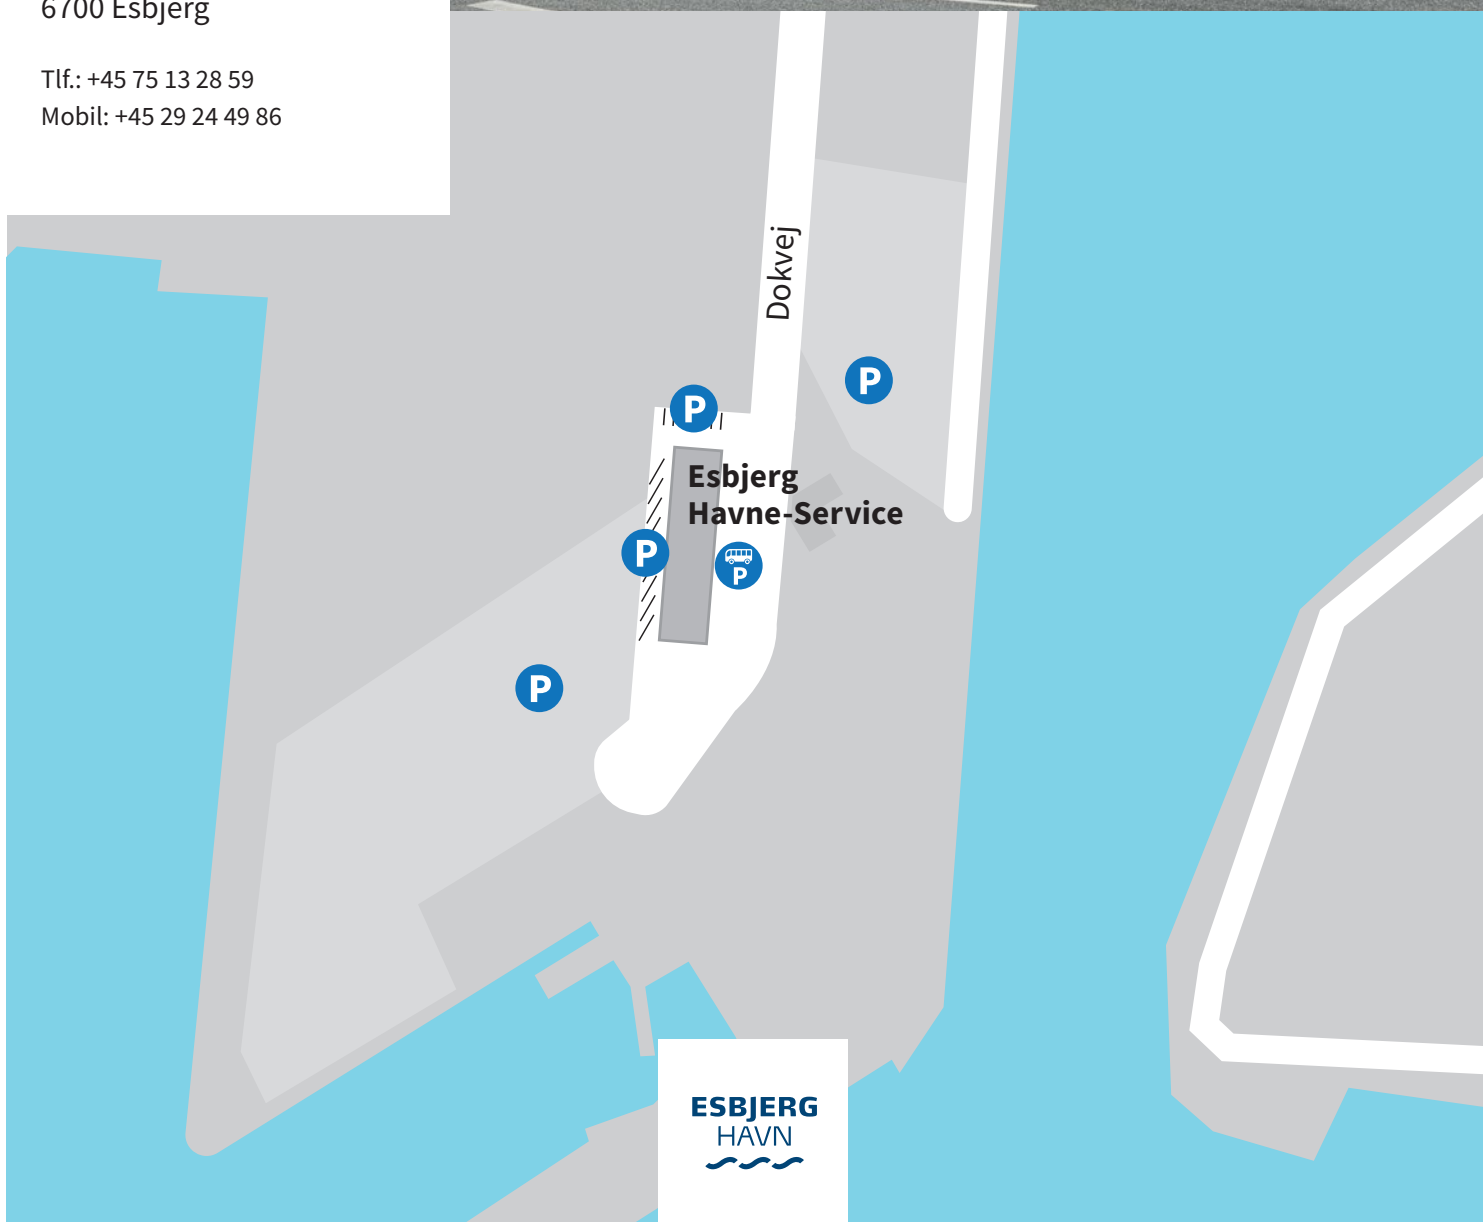 6700 Esbjerg
Tlf.: +45 75 13 28 59
Mobil: +45 29 24 49 86
Dokvej
P
P
Esbjerg
Havne-Service
P
P
P
ESBJERG
HAVN